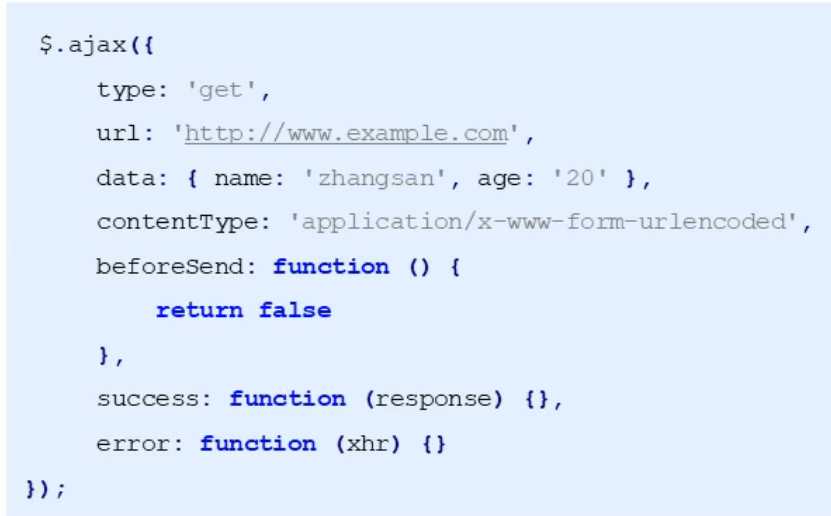 $.ajax({
type: 'get',
url: 'http://www.example.com',
data: { name: 'zhangsan', age: '20' },
contentType: 'application/x-www-form-urlencoded',
beforeSend: function () {
return false
},
success: function (response) {},
error: function (xhr) {}
});